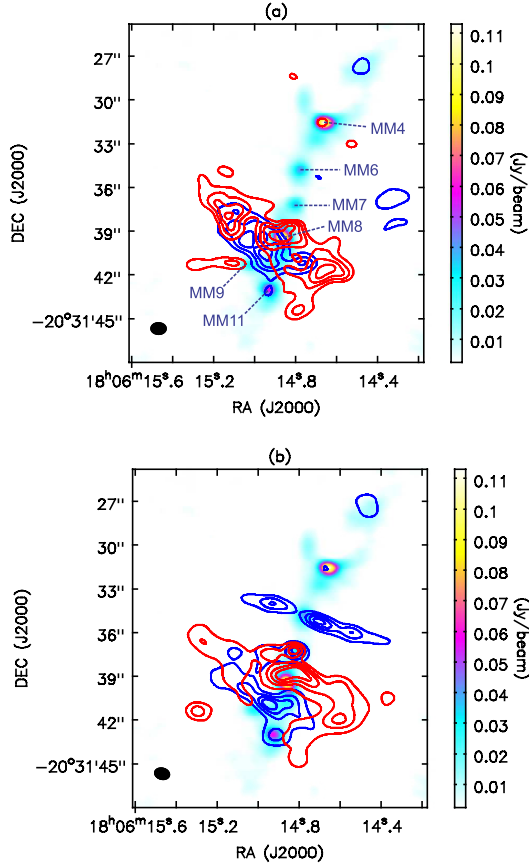 (a)
27''
30''
33''
36''
39''
42''
−20°31'45''
DEC (J2000)
MM4
MM6
MM7
MM8
MM9
MM11
18ʰ06ᵐ15ˢ.6
15ˢ.2
14ˢ.8
14ˢ.4
RA (J2000)
0.11
0.10
0.09
0.08
0.07
0.06
0.05
0.04
0.03
0.02
0.01
(Jy/beam)
(b)
27''
30''
33''
36''
39''
42''
−20°31'45''
DEC (J2000)
18ʰ06ᵐ15ˢ.6
15ˢ.2
14ˢ.8
14ˢ.4
RA (J2000)
0.11
0.10
0.09
0.08
0.07
0.06
0.05
0.04
0.03
0.02
0.01
(Jy/beam)